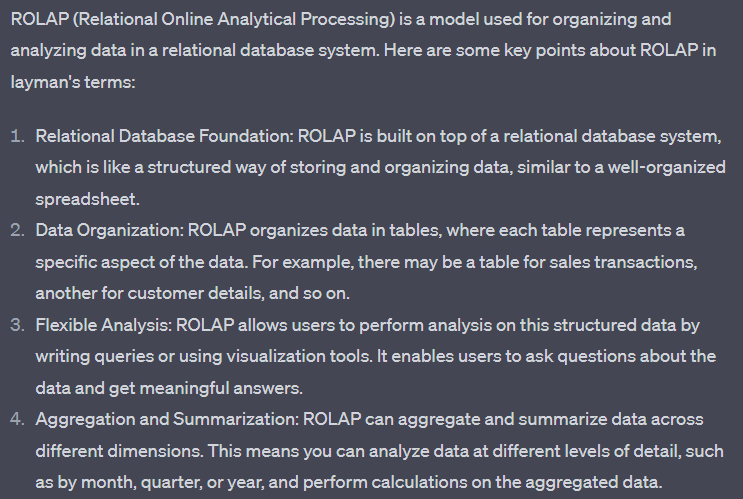 ROLAP (Relational Online Analytical Processing) is a model used for organizing and
analyzing data in a relational database system. Here are some key points about ROLAP in
layman's terms:
1. Relational Database Foundation: ROLAP is built on top of a relational database system,
which is like a structured way of storing and organizing data, similar to a well-organized
spreadsheet.
2. Data Organization: ROLAP organizes data in tables, where each table represents a
specific aspect of the data. For example, there may be a table for sales transactions,
another for customer details, and so on.
3. Flexible Analysis: ROLAP allows users to perform analysis on this structured data by
writing queries or using visualization tools. It enables users to ask questions about the
data and get meaningful answers.
4. Aggregation and Summarization: ROLAP can aggregate and summarize data across
different dimensions. This means you can analyze data at different levels of detail, such
as by month, quarter, or year, and perform calculations on the aggregated data.